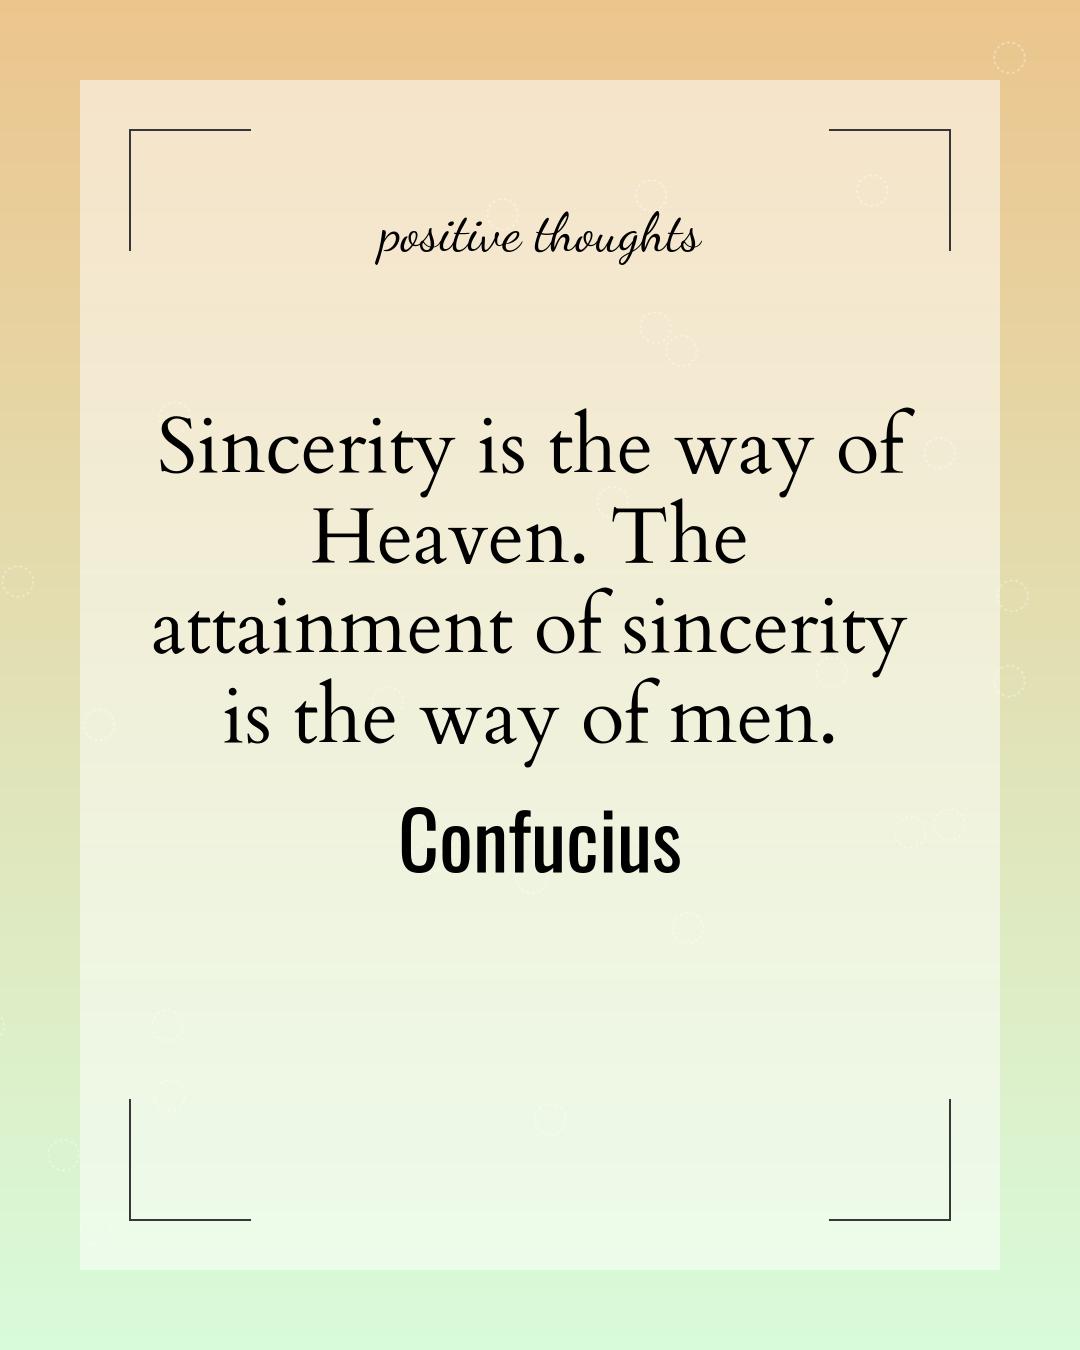 positive thoughts
Sincerity is the way of
Heaven. The
attainment of sincerity
is the way of men.
Confucius